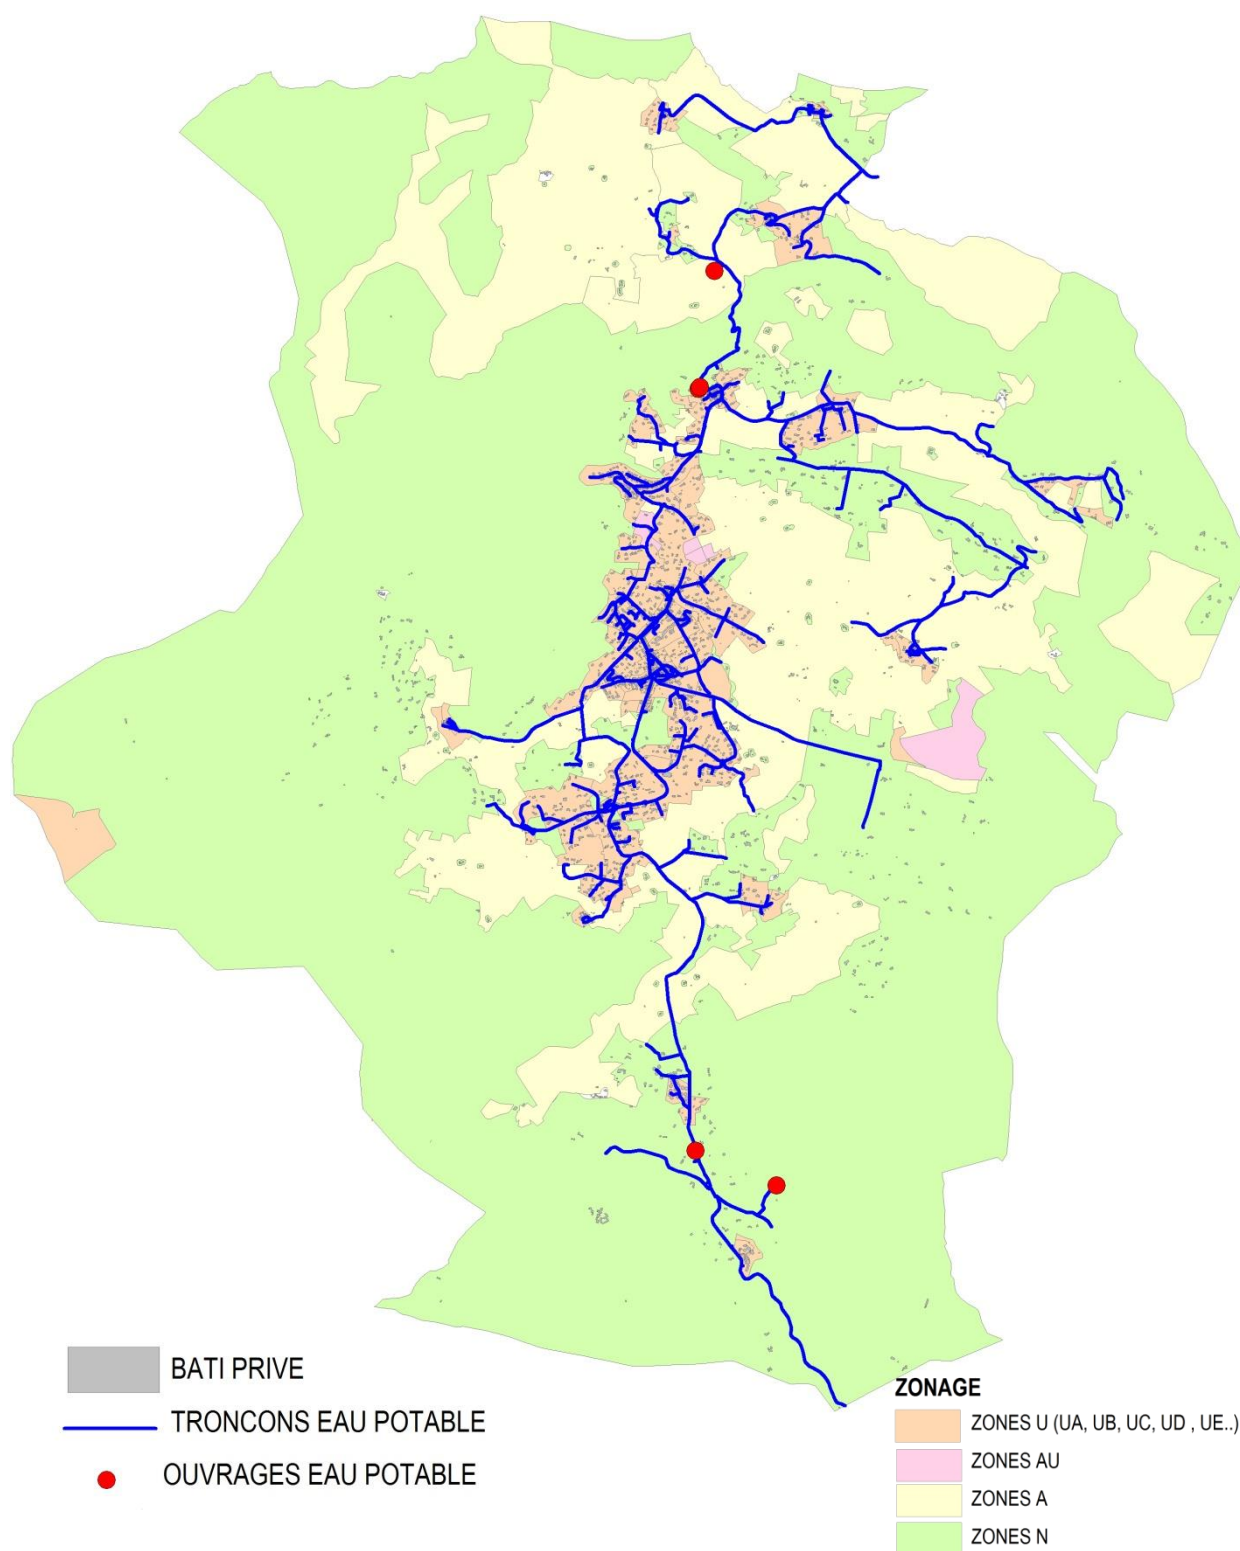 BATI PRIVE
TRONCONS EAU POTABLE
OUVRAGES EAU POTABLE
ZONAGE
ZONES U (UA, UB, UC, UD , UE..)
ZONES AU
ZONES A
ZONES N